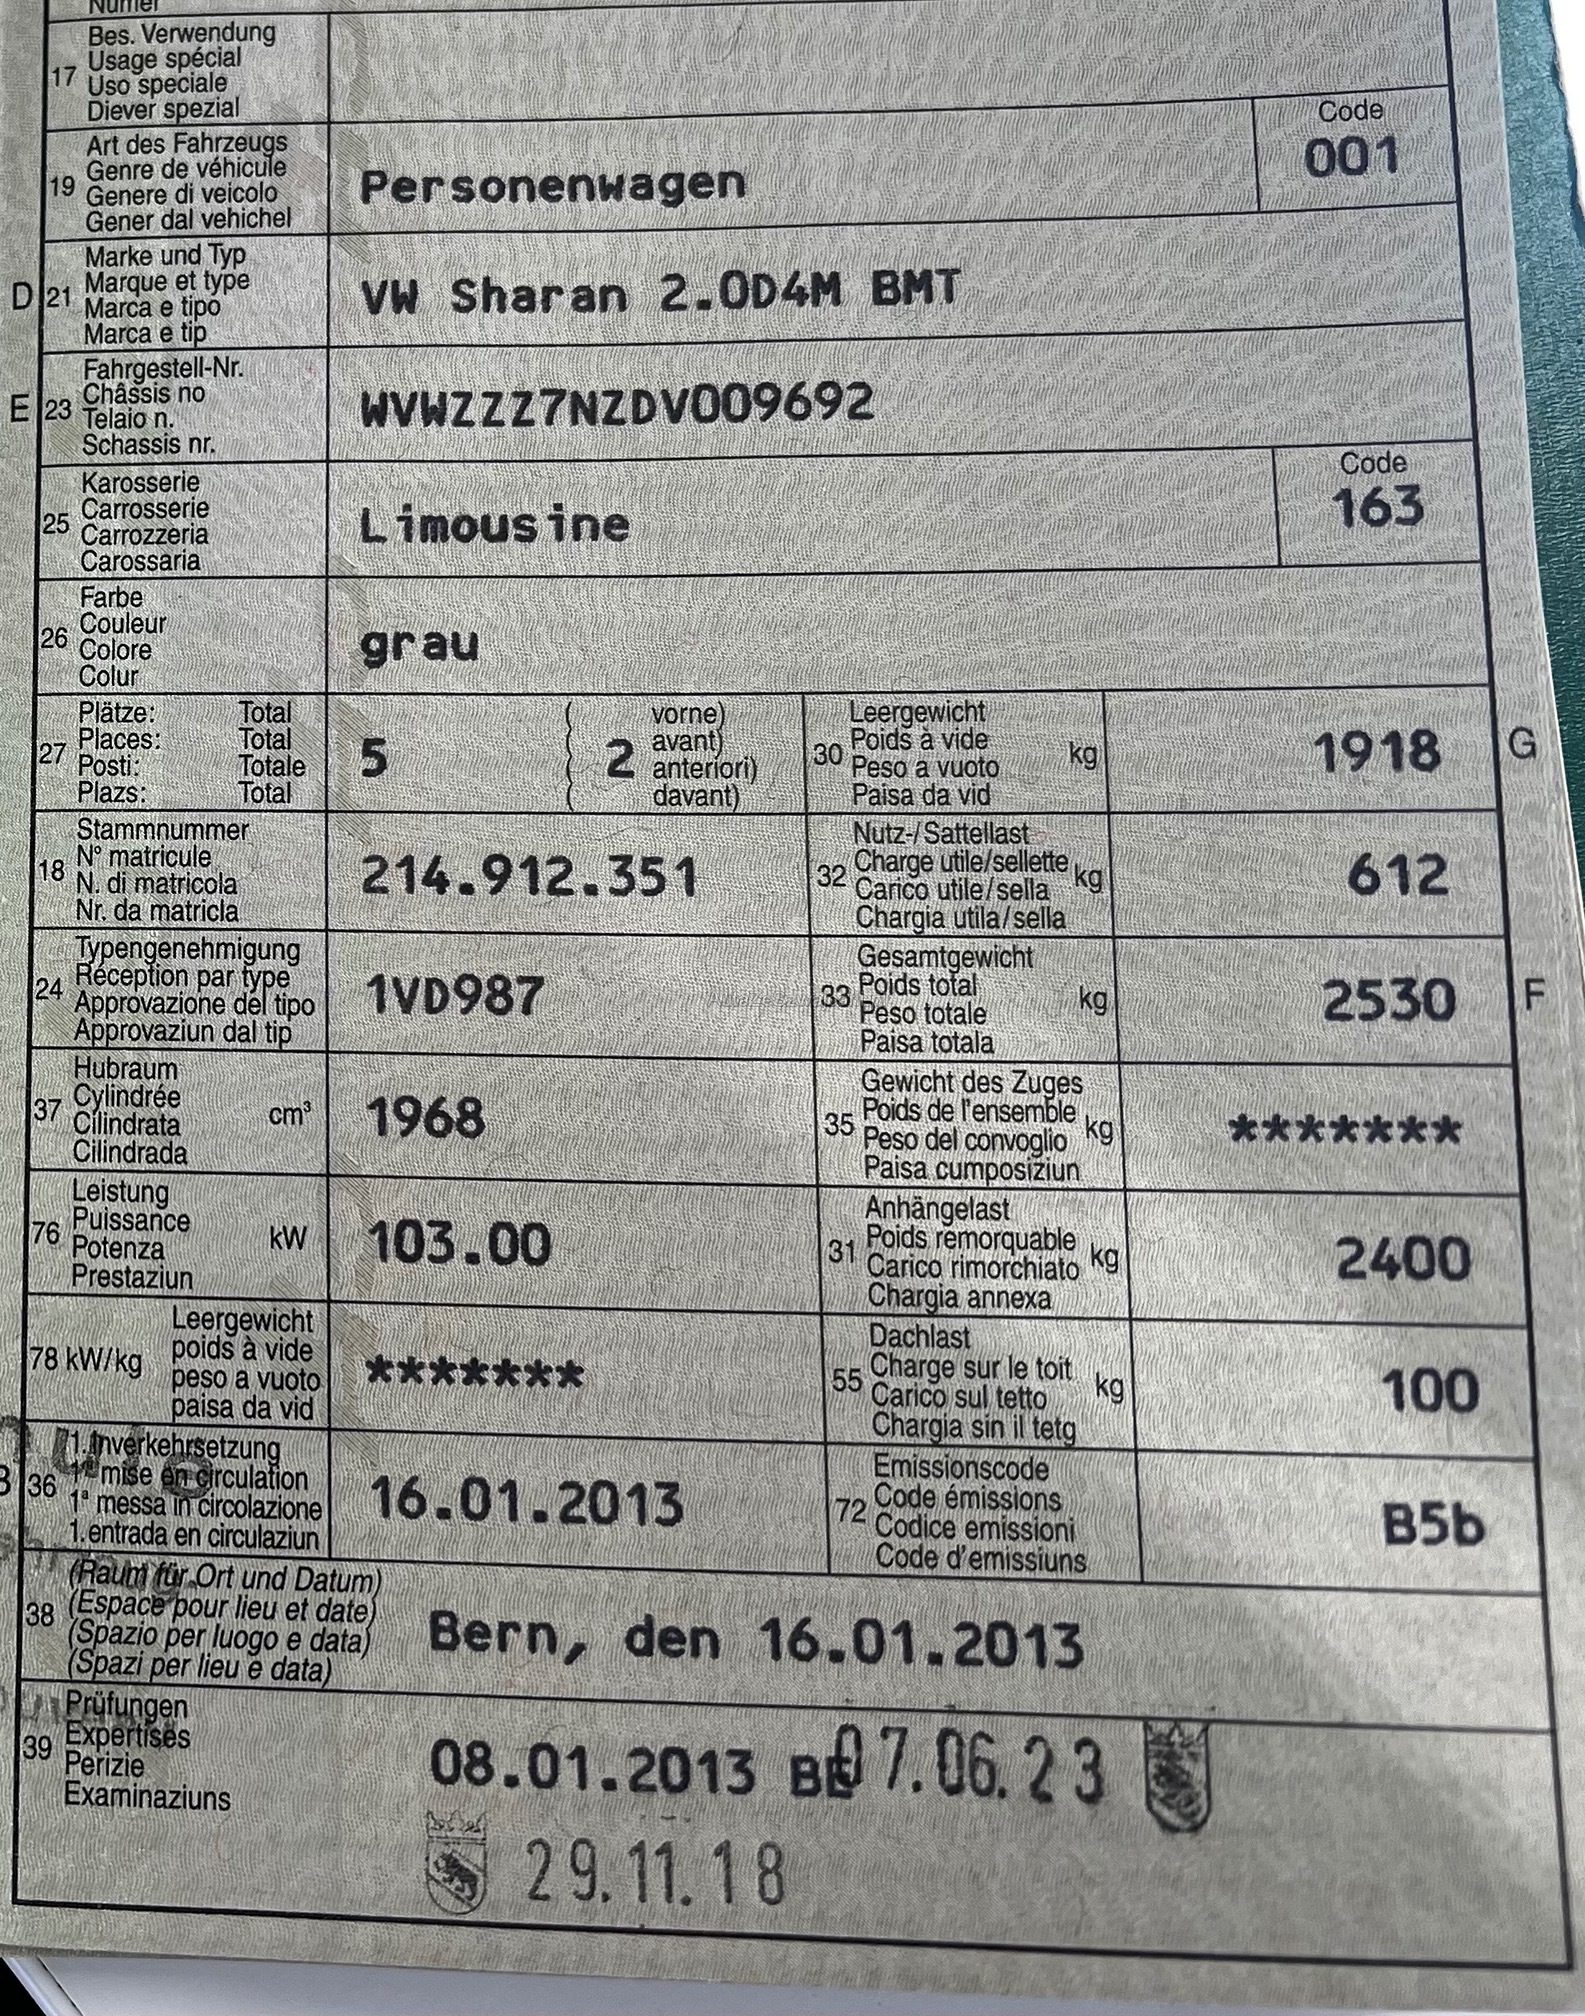 Numer
17 Bes. Verwendung
Usage spécial
Uso speciale
Diever spezial
19 Art des Fahrzeugs
Genre de véhicule
Genere di veicolo
Gener dal vehichel
Personenwagen
Code
001
D 21 Marke und Typ
Marque et type
Marca e tipo
Marca e tip
VW Sharan 2.0D4M BMT
E 23 Fahrgestell-Nr.
Châssis no
Telaio n.
Schassis nr.
WVWZZZ7NZDV009692
25 Karosserie
Carrosserie
Carrozzeria
Carossaria
Limousine
Code
163
26 Farbe
Couleur
Colore
Colur
grau
27 Plätze: Total
Places: Total
Posti: Totale
Plazs: Total
5 ( 2 vorne)
( avant)
( anteriori)
( davant)
30 Leergewicht
Poids à vide kg
Peso a vuoto
Paisa da vid
1918 G
18 Stammnummer
N° matricule
N. di matricola
Nr. da matricla
214.912.351
32 Nutz-/Sattellast
Charge utile/sellette kg
Carico utile/sella
Chargia utila/sella
612
24 Typengenehmigung
Réception par type
Approvazione del tipo
Approvaziun dal tip
1VD987
33 Gesamtgewicht
Poids total kg
Peso totale
Paisa totala
2530 F
37 Hubraum
Cylindrée cm³
Cilindrata
Cilindrada
1968
35 Gewicht des Zuges
Poids de l'ensemble kg
Peso del convoglio
Paisa cumposiziun
*******
76 Leistung
Puissance kW
Potenza
Prestaziun
103.00
31 Anhängelast
Poids remorquable kg
Carico rimorchiato
Chargia annexa
2400
78 kW/kg Leergewicht
poids à vide
peso a vuoto
paisa da vid
*******
55 Dachlast
Charge sur le toit kg
Carico sul tetto
Chargia sin il tetg
100
B 36 1. Inverkehrsetzung
1re mise en circulation
1a messa in circolazione
1. entrada en circulaziun
16.01.2013
72 Emissionscode
Code émissions
Codice emissioni
Code d'emissiuns
B5b
38 (Raum für Ort und Datum)
(Espace pour lieu et date)
(Spazio per luogo e data)
(Spazi per lieu e data)
Bern, den 16.01.2013
39 Prüfungen
Expertises
Perizie
Examinaziuns
08.01.2013 BE 07.06.23
29.11.18